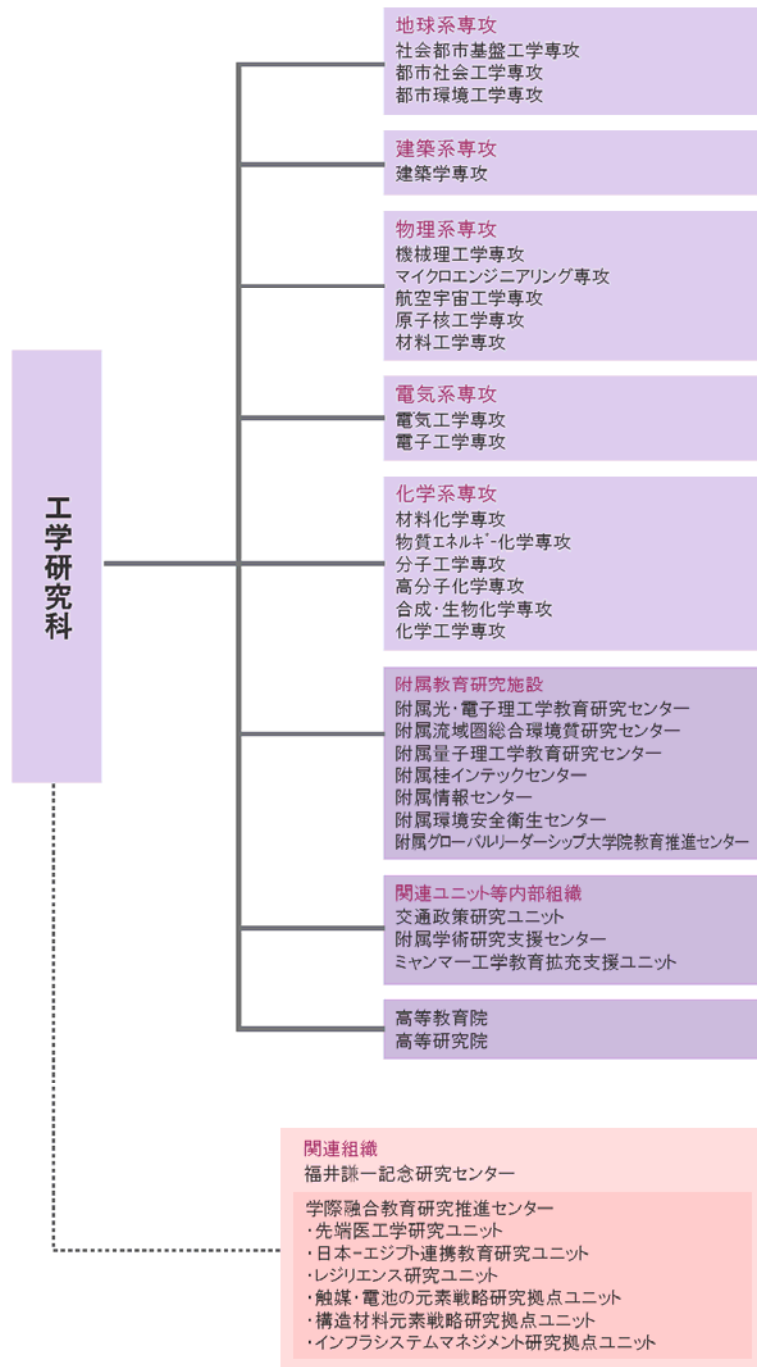 工学研究科
地球系専攻
社会都市基盤工学専攻
都市社会工学専攻
都市環境工学専攻
建築系専攻
建築学専攻
物理系専攻
機械理工学専攻
マイクロエンジニアリング専攻
航空宇宙工学専攻
原子核工学専攻
材料工学専攻
電気系専攻
電気工学専攻
電子工学専攻
化学系専攻
材料化学専攻
物質エネルギー化学専攻
分子工学専攻
高分子化学専攻
合成・生物化学専攻
化学工学専攻
附属教育研究施設
附属光・電子理工学教育研究センター
附属流域圏総合環境質研究センター
附属量子理工学教育研究センター
附属桂インテックセンター
附属情報センター
附属環境安全衛生センター
附属グローバルリーダーシップ大学院教育推進センター
関連ユニット等内部組織
交通政策研究ユニット
附属学術研究支援センター
ミャンマー工学教育拡充支援ユニット
高等教育院
高等研究院
関連組織
福井謙一記念研究センター
学際融合教育研究推進センター
・先端医工学研究ユニット
・日本-エジプト連携教育研究ユニット
・レジリエンス研究ユニット
・触媒・電池の元素戦略研究拠点ユニット
・構造材料元素戦略研究拠点ユニット
・インフラシステムマネジメント研究拠点ユニット